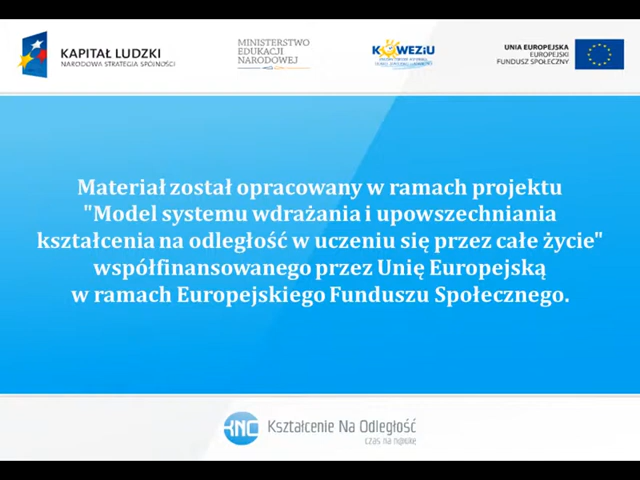 KAPITAŁ LUDZKI
NARODOWA STRATEGIA SPÓJNOŚCI
MINISTERSTWO
EDUKACJI
NARODOWEJ
KOWEZiU
UNIA EUROPEJSKA
EUROPEJSKI
FUNDUSZ SPOŁECZNY
Materiał został opracowany w ramach projektu
"Model systemu wdrażania i upowszechniania
kształcenia na odległość w uczeniu się przez całe życie"
współfinansowanego przez Unię Europejską
w ramach Europejskiego Funduszu Społecznego.
KNO Kształcenie Na Odległość
czas na naukę